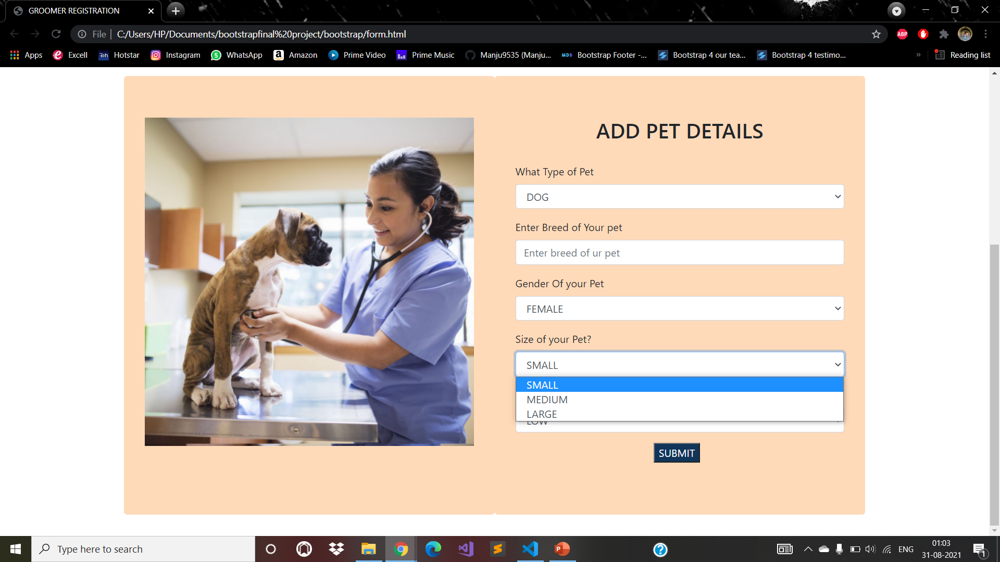 GROOMER REGISTRATION
File
C:/Users/HP/Documents/bootstrapfinal%20project/bootstrap/form.html
ABP
Apps
Excell
Hotstar
Instagram
WhatsApp
Amazon
Prime Video
Prime Music
Manju9535 (Manju...
MDB
Bootstrap Footer -...
Bootstrap 4 our tea...
Bootstrap 4 testimo...
»
Reading list
ADD PET DETAILS
What Type of Pet
DOG
Enter Breed of Your pet
Enter breed of ur pet
Gender Of your Pet
FEMALE
Size of your Pet?
SMALL
SMALL
MEDIUM
LARGE
LOW
SUBMIT
Type here to search
ENG
01:03
31-08-2021
1